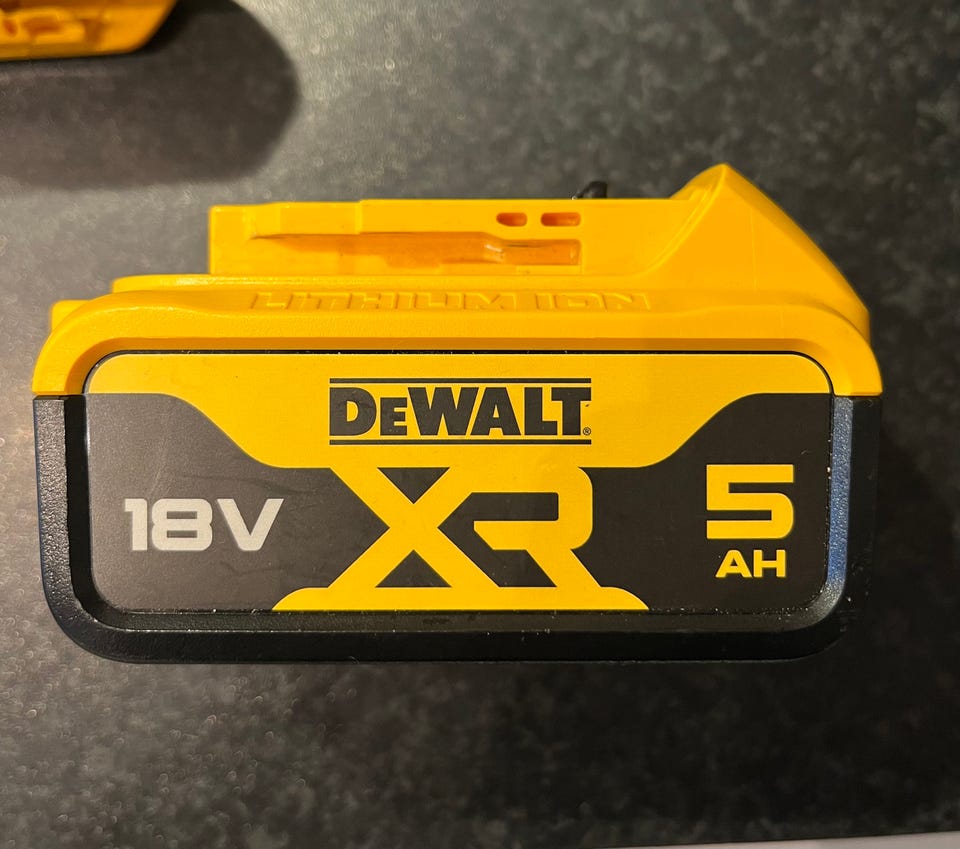 LITHIUM ION
DEWALT®
XR
18V
5
AH